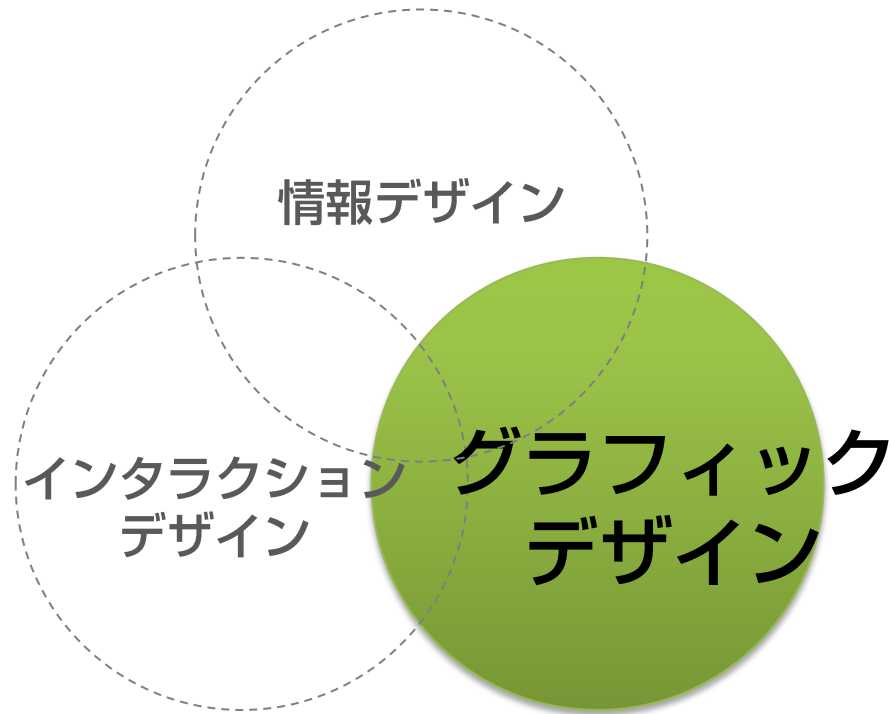 情報デザイン
インタラクション
デザイン
グラフィック
デザイン